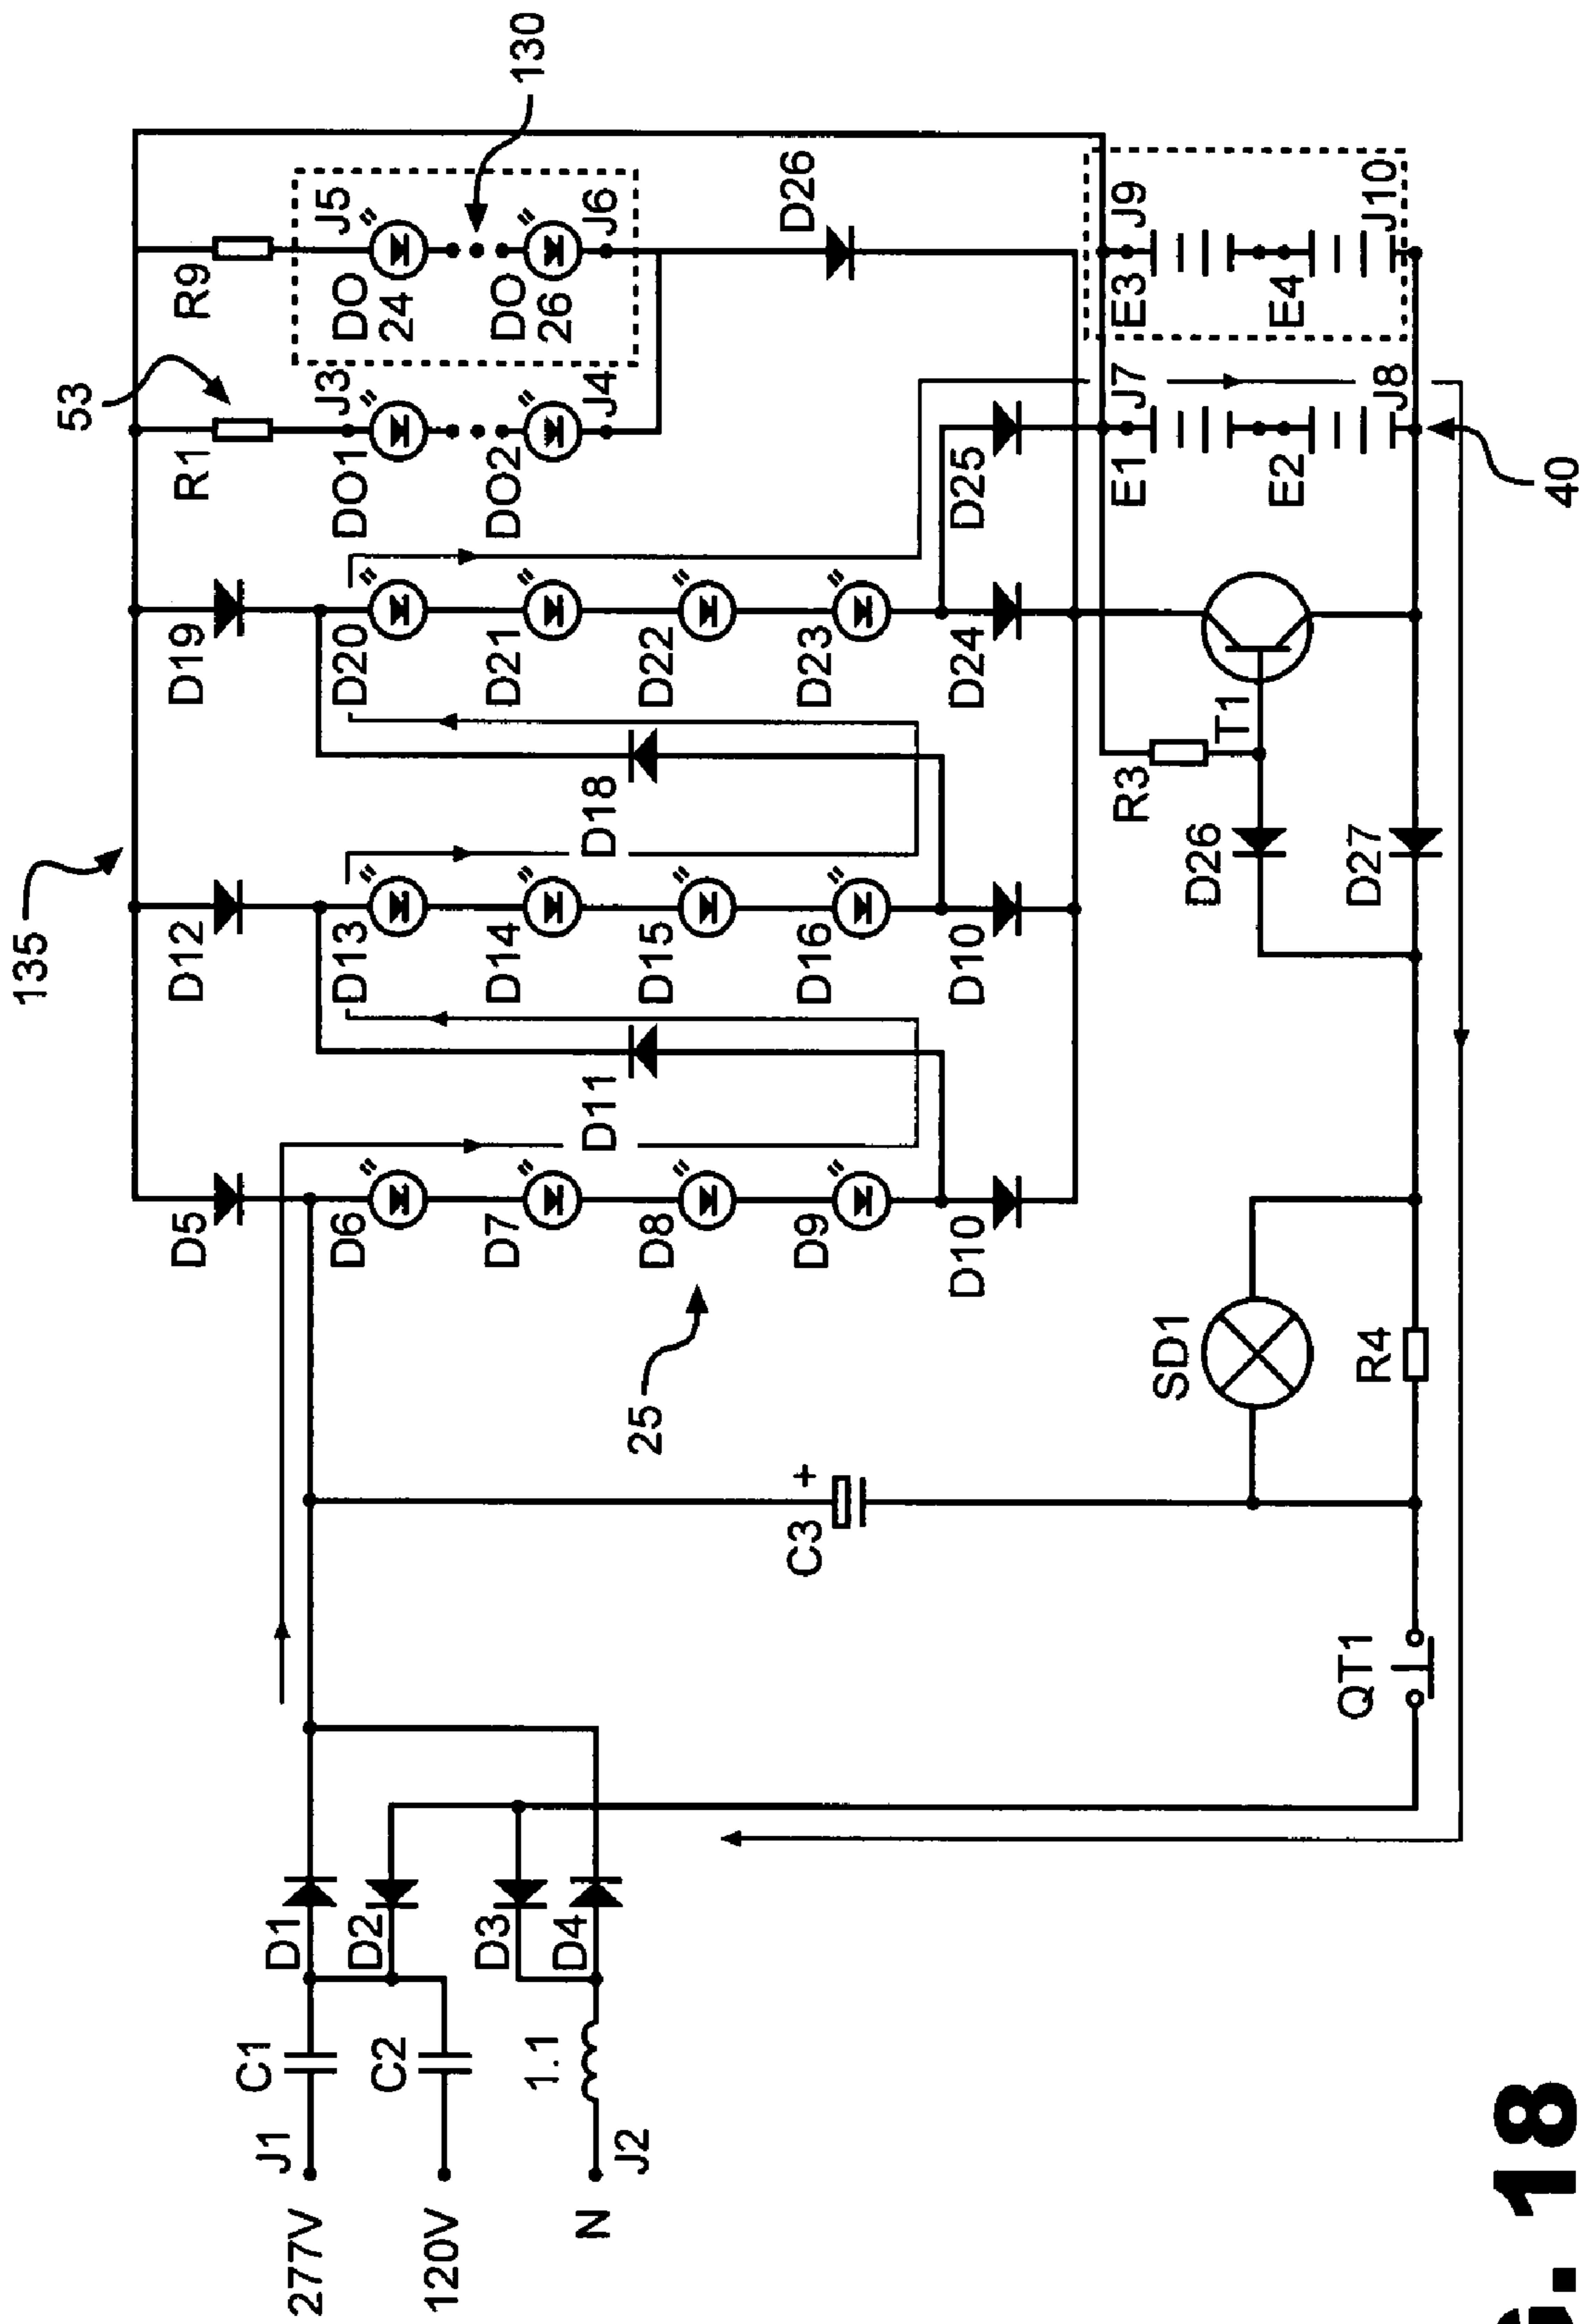 135
53
130
R1
R9
D5
D12
D19
D6
D13
D20
DO1
J3
DO
24
J5
D7
D14
D21
DO2
J4
DO
26
J6
D11
D18
D8
D15
D22
D9
D16
D23
D26
25
D10
D10
D24
D25
C3
+
277V
J1
C1
D1
120V
C2
D2
D3
N
J2
1.1
D4
SD1
R3
T1
E1
J7
E3
J9
D26
E2
E4
QT1
R4
D27
J8
J10
40
. 18